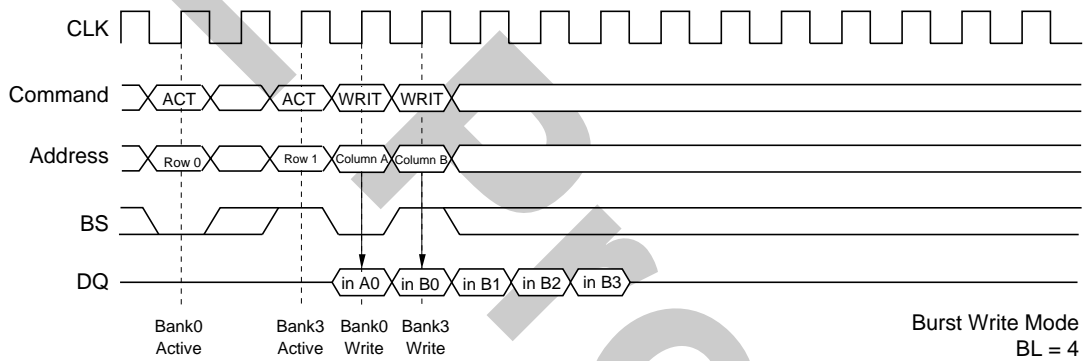 CLK
Command ACT ACT WRIT WRIT
Address Row 0 Row 1 Column A Column B
BS
DQ in A0 in B0 in B1 in B2 in B3
Bank0 Active
Bank3 Active
Bank0 Write
Bank3 Write
Burst Write Mode
BL = 4